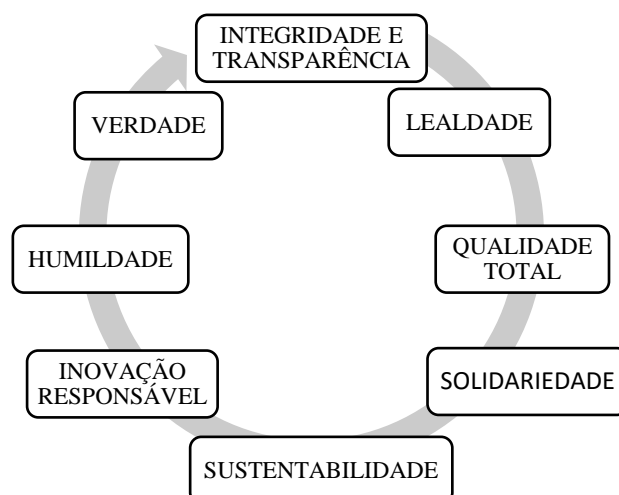 INTEGRIDADE E
TRANSPARÊNCIA
LEALDADE
QUALIDADE
TOTAL
SOLIDARIEDADE
SUSTENTABILIDADE
INOVAÇÃO
RESPONSÁVEL
HUMILDADE
VERDADE